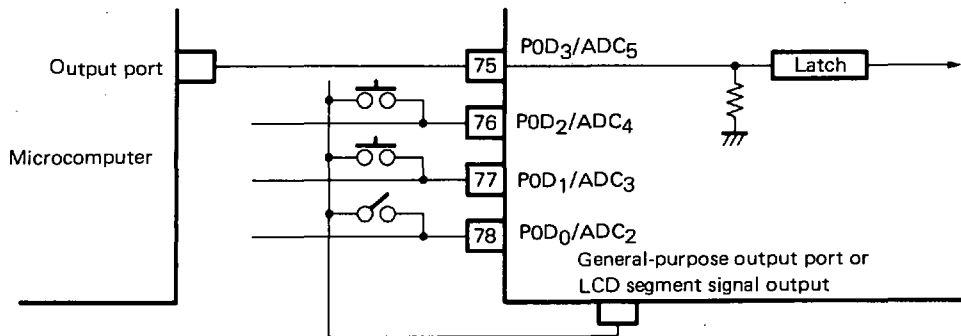 P0D3/ADC5
Output port
75
Latch
76
P0D2/ADC4
Microcomputer
77
P0D1/ADC3
78
P0D0/ADC2
General-purpose output port or
LCD segment signal output